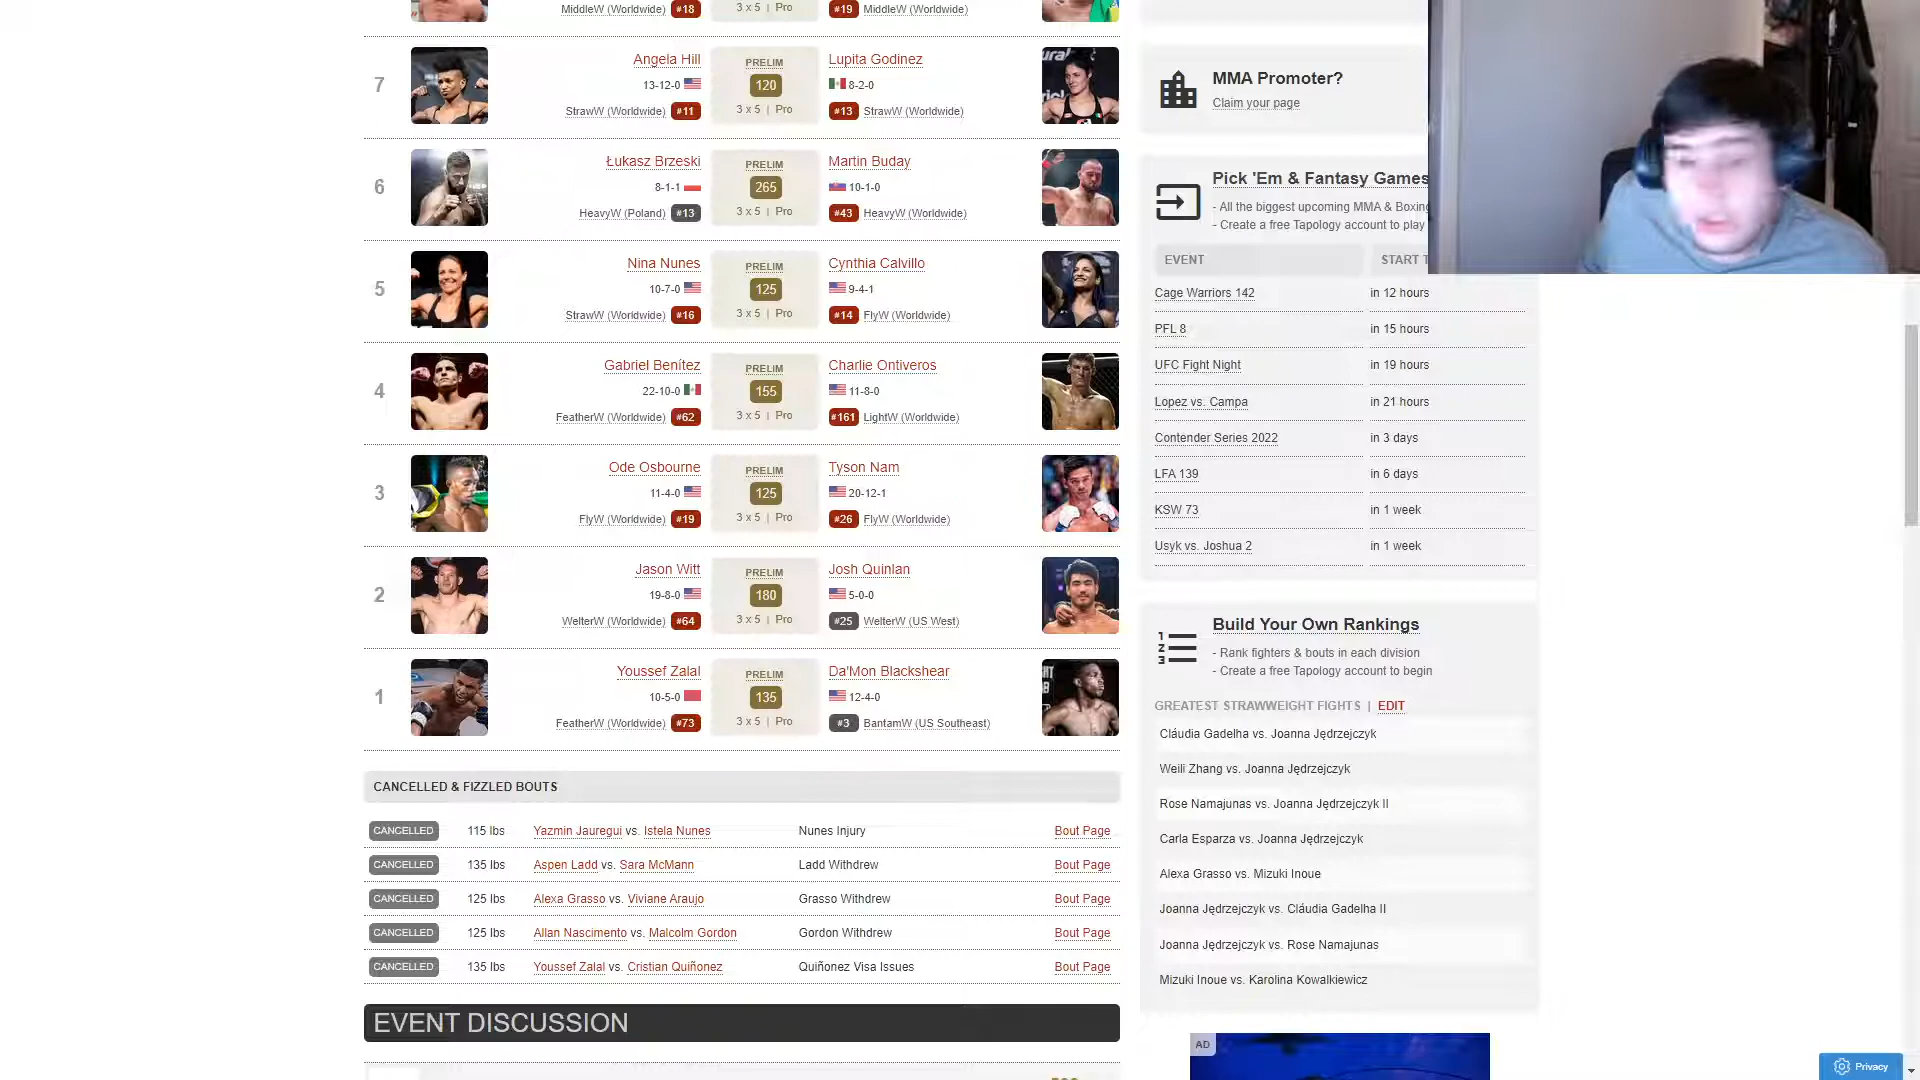 MiddleW (Worldwide) #18
3 x 5 | Pro
#19 MiddleW (Worldwide)
7
Angela Hill
13-12-0
StrawW (Worldwide) #11
PRELIM
120
3 x 5 | Pro
Lupita Godinez
8-2-0
#13 StrawW (Worldwide)
6
Łukasz Brzeski
8-1-1
HeavyW (Poland) #13
PRELIM
265
3 x 5 | Pro
Martin Buday
10-1-0
#43 HeavyW (Worldwide)
5
Nina Nunes
10-7-0
StrawW (Worldwide) #16
PRELIM
125
3 x 5 | Pro
Cynthia Calvillo
9-4-1
#14 FlyW (Worldwide)
4
Gabriel Benítez
22-10-0
FeatherW (Worldwide) #62
PRELIM
155
3 x 5 | Pro
Charlie Ontiveros
11-8-0
#161 LightW (Worldwide)
3
Ode Osbourne
11-4-0
FlyW (Worldwide) #19
PRELIM
125
3 x 5 | Pro
Tyson Nam
20-12-1
#26 FlyW (Worldwide)
2
Jason Witt
19-8-0
WelterW (Worldwide) #64
PRELIM
180
3 x 5 | Pro
Josh Quinlan
5-0-0
#25 WelterW (US West)
1
Youssef Zalal
10-5-0
FeatherW (Worldwide) #73
PRELIM
135
3 x 5 | Pro
Da'Mon Blackshear
12-4-0
#3 BantamW (US Southeast)
CANCELLED & FIZZLED BOUTS
CANCELLED 115 lbs Yazmin Jauregui vs. Istela Nunes Nunes Injury Bout Page
CANCELLED 135 lbs Aspen Ladd vs. Sara McMann Ladd Withdrew Bout Page
CANCELLED 125 lbs Alexa Grasso vs. Viviane Araujo Grasso Withdrew Bout Page
CANCELLED 125 lbs Allan Nascimento vs. Malcolm Gordon Gordon Withdrew Bout Page
CANCELLED 135 lbs Youssef Zalal vs. Cristian Quiñonez Quiñonez Visa Issues Bout Page
EVENT DISCUSSION
MMA Promoter?
Claim your page
Pick 'Em & Fantasy Games
- All the biggest upcoming MMA & Boxing
- Create a free Tapology account to play
EVENT START T
Cage Warriors 142 in 12 hours
PFL 8 in 15 hours
UFC Fight Night in 19 hours
Lopez vs. Campa in 21 hours
Contender Series 2022 in 3 days
LFA 139 in 6 days
KSW 73 in 1 week
Usyk vs. Joshua 2 in 1 week
Build Your Own Rankings
- Rank fighters & bouts in each division
- Create a free Tapology account to begin
GREATEST STRAWWEIGHT FIGHTS | EDIT
Cláudia Gadelha vs. Joanna Jędrzejczyk
Weili Zhang vs. Joanna Jędrzejczyk
Rose Namajunas vs. Joanna Jędrzejczyk II
Carla Esparza vs. Joanna Jędrzejczyk
Alexa Grasso vs. Mizuki Inoue
Joanna Jędrzejczyk vs. Cláudia Gadelha II
Joanna Jędrzejczyk vs. Rose Namajunas
Mizuki Inoue vs. Karolina Kowalkiewicz
AD
Privacy